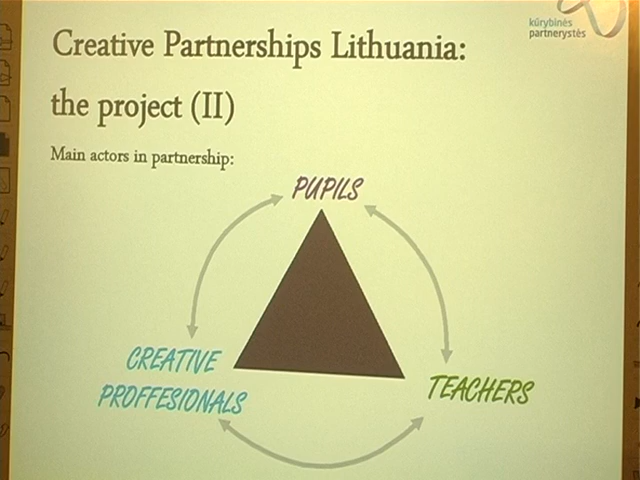 kūrybinės
partnerystės
Creative Partnerships Lithuania:
the project (II)
Main actors in partnership:
PUPILS
CREATIVE
PROFFESIONALS
TEACHERS